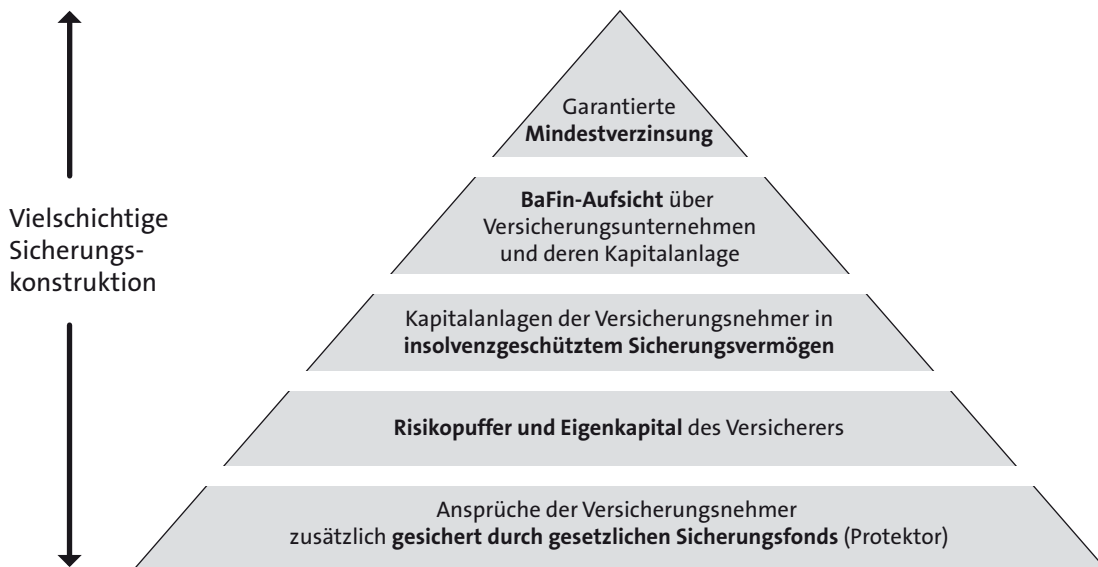 Vielschichtige
Sicherungs-
konstruktion
Garantierte
Mindestverzinsung
BaFin-Aufsicht über
Versicherungsunternehmen
und deren Kapitalanlage
Kapitalanlagen der Versicherungsnehmer in
insolvenzgeschütztem Sicherungsvermögen
Risikopuffer und Eigenkapital des Versicherers
Ansprüche der Versicherungsnehmer
zusätzlich gesichert durch gesetzlichen Sicherungsfonds (Protektor)